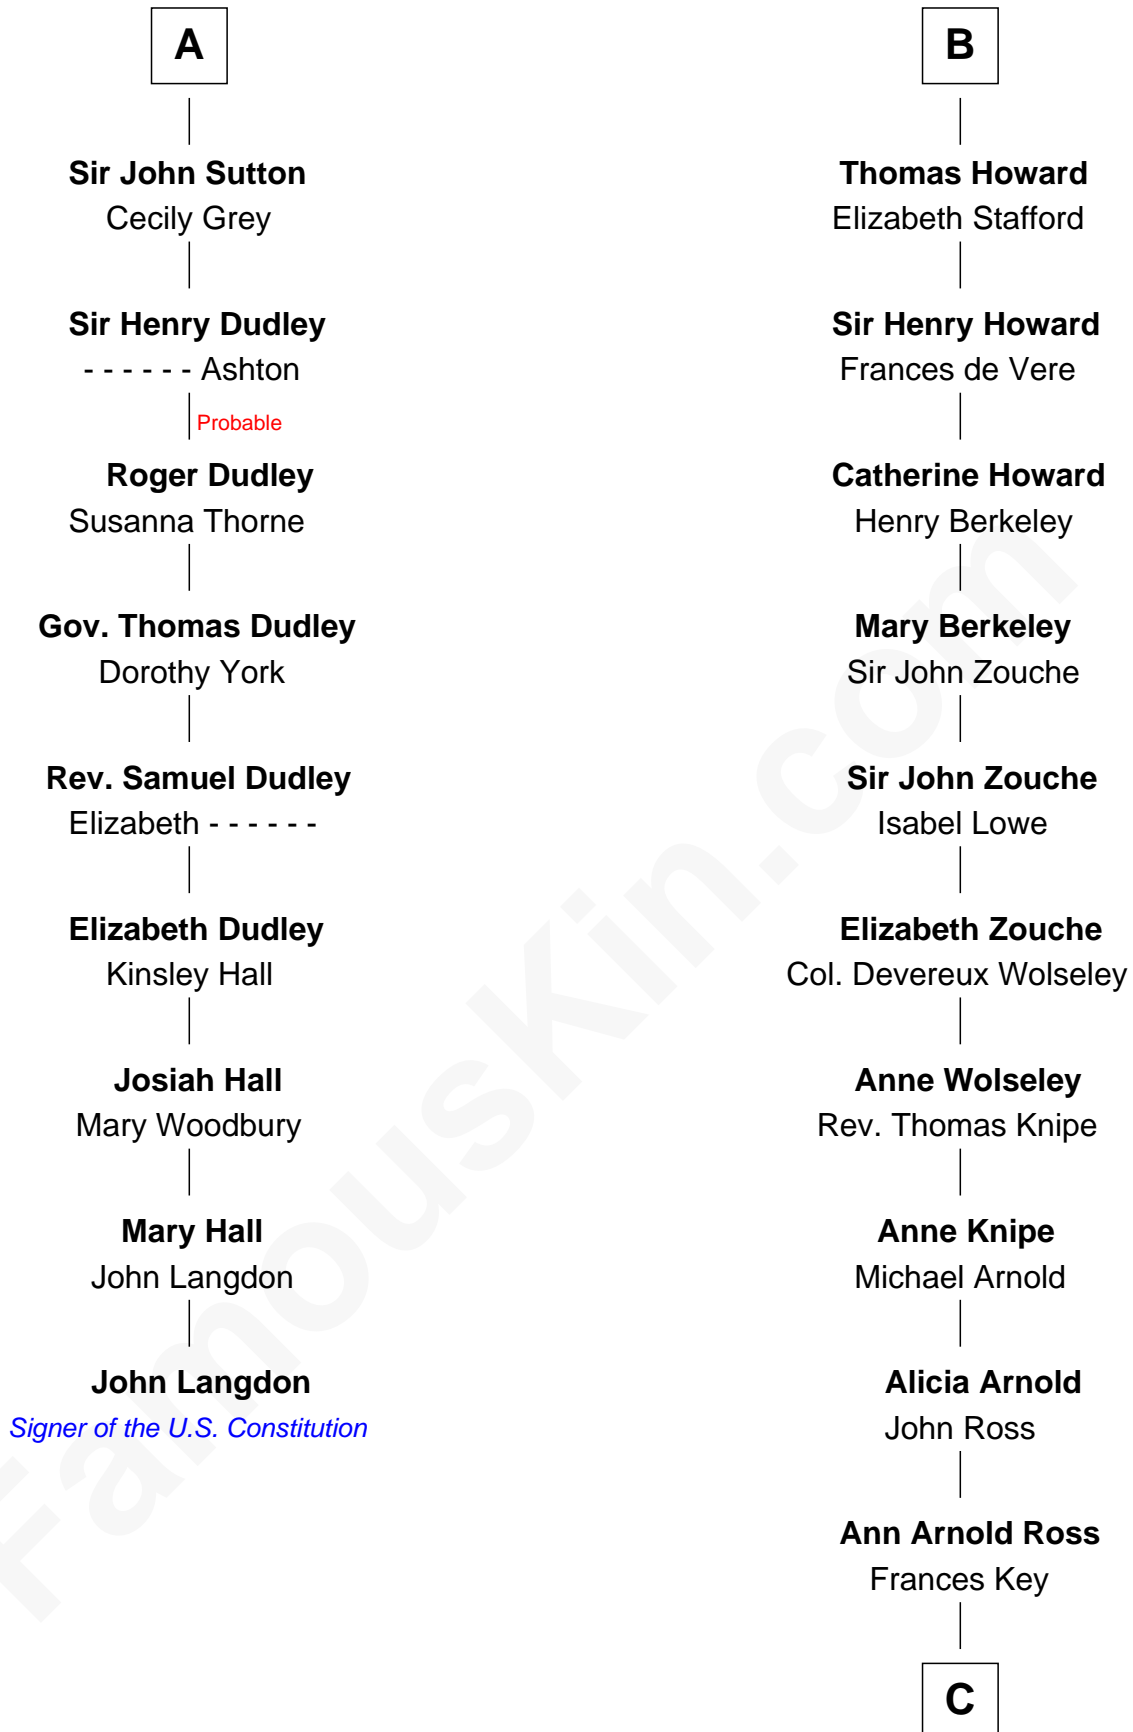 A
Sir John Sutton
Cecily Grey
Sir Henry Dudley
- - - - - - Ashton
Probable
Roger Dudley
Susanna Thorne
Gov. Thomas Dudley
Dorothy York
Rev. Samuel Dudley
Elizabeth - - - - - -
Elizabeth Dudley
Kinsley Hall
Josiah Hall
Mary Woodbury
Mary Hall
John Langdon
John Langdon
Signer of the U.S. Constitution
B
Thomas Howard
Elizabeth Stafford
Sir Henry Howard
Frances de Vere
Catherine Howard
Henry Berkeley
Mary Berkeley
Sir John Zouche
Sir John Zouche
Isabel Lowe
Elizabeth Zouche
Col. Devereux Wolseley
Anne Wolseley
Rev. Thomas Knipe
Anne Knipe
Michael Arnold
Alicia Arnold
John Ross
Ann Arnold Ross
Frances Key
C
FamousKin.com